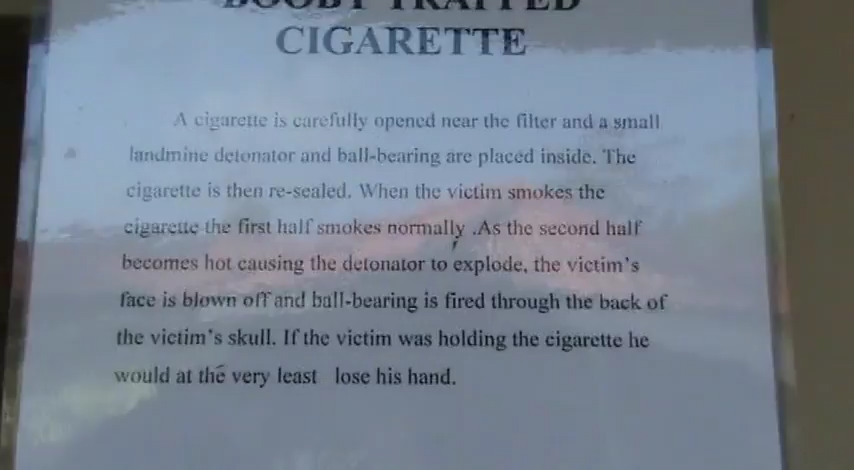 BOOBY TRAPPED
CIGARETTE
A cigarette is carefully opened near the filter and a small
landmine detonator and ball-bearing are placed inside. The
cigarette is then re-sealed. When the victim smokes the
cigarette the first half smokes normally .As the second half
becomes hot causing the detonator to explode, the victim's
face is blown off and ball-bearing is fired through the back of
the victim's skull. If the victim was holding the cigarette he
would at the very least lose his hand.